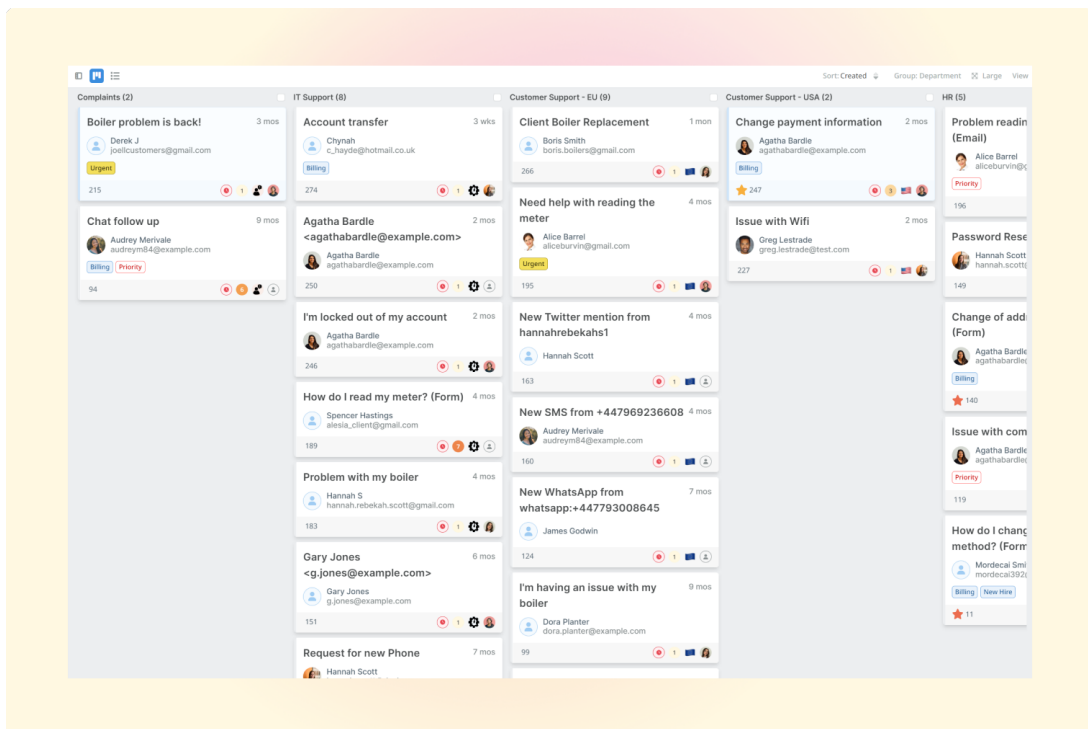 Sort: Created
Group: Department
Large
View
Complaints (2)
Boiler problem is back!
3 mos
Derek J
joellcustomers@gmail.com
Urgent
215
1
Chat follow up
9 mos
Audrey Merivale
audreym84@example.com
Billing
Priority
94
6
IT Support (8)
Account transfer
3 wks
Chynah
c_hayde@hotmail.co.uk
Billing
274
1
Agatha Bardle
2 mos
<agathabardle@example.com>
Agatha Bardle
agathabardle@example.com
250
1
I'm locked out of my account
2 mos
Agatha Bardle
agathabardle@example.com
246
1
How do I read my meter? (Form)
4 mos
Spencer Hastings
alesia_client@gmail.com
189
7
Problem with my boiler
4 mos
Hannah S
hannah.rebekah.scott@gmail.com
183
1
Gary Jones
6 mos
<g.jones@example.com>
Gary Jones
g.jones@example.com
151
1
Request for new Phone
7 mos
Hannah Scott
Customer Support - EU (9)
Client Boiler Replacement
1 mon
Boris Smith
boris.boilers@gmail.com
266
1
Need help with reading the
4 mos
meter
Alice Barrel
aliceburvin@gmail.com
Urgent
195
1
New Twitter mention from
4 mos
hannahrebekahs1
Hannah Scott
163
1
New SMS from +447969236608
4 mos
Audrey Merivale
audreym84@example.com
160
1
New WhatsApp from
7 mos
whatsapp:+447793008645
James Godwin
124
1
I'm having an issue with my
9 mos
boiler
Dora Planter
dora.planter@example.com
99
1
Customer Support - USA (2)
Change payment information
2 mos
Agatha Bardle
agathabardle@example.com
Billing
247
3
Issue with Wifi
2 mos
Greg Lestrade
greg.lestrade@test.com
227
1
HR (5)
Problem readin
(Email)
Alice Barrel
aliceburvin@g
Priority
196
Password Rese
Hannah Scott
hannah.scott@
149
Change of add
(Form)
Agatha Bardle
agathabardle@
Billing
140
Issue with com
Agatha Bardle
agathabardle@
Priority
119
How do I chang
method? (Form
Mordecai Smi
mordecai392@
Billing
New Hire
11